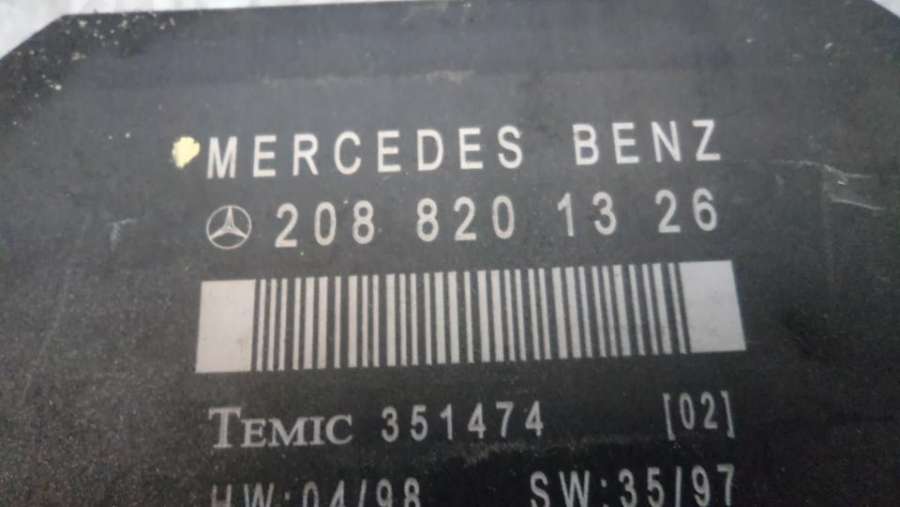 MERCEDES BENZ
208 820 13 26
TEMIC 351474 [02]
HW:04/98 SW:35/97